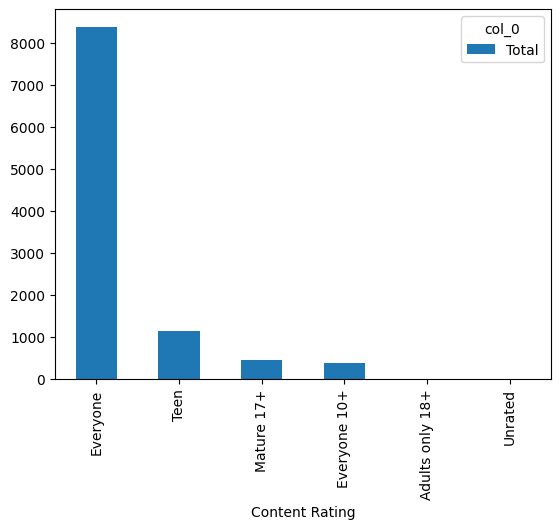 col_0
Total
8000
7000
6000
5000
4000
3000
2000
1000
0
Everyone
Teen
Mature 17+
Everyone 10+
Adults only 18+
Unrated
Content Rating